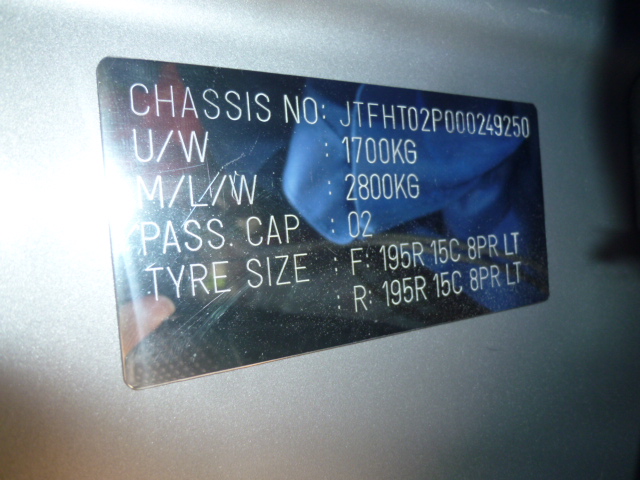 CHASSIS NO: JTFHT02P000249250
U/W : 1700KG
M/L/W : 2800KG
PASS. CAP : 02
TYRE SIZE : F: 195R 15C 8PR LT
: R: 195R 15C 8PR LT